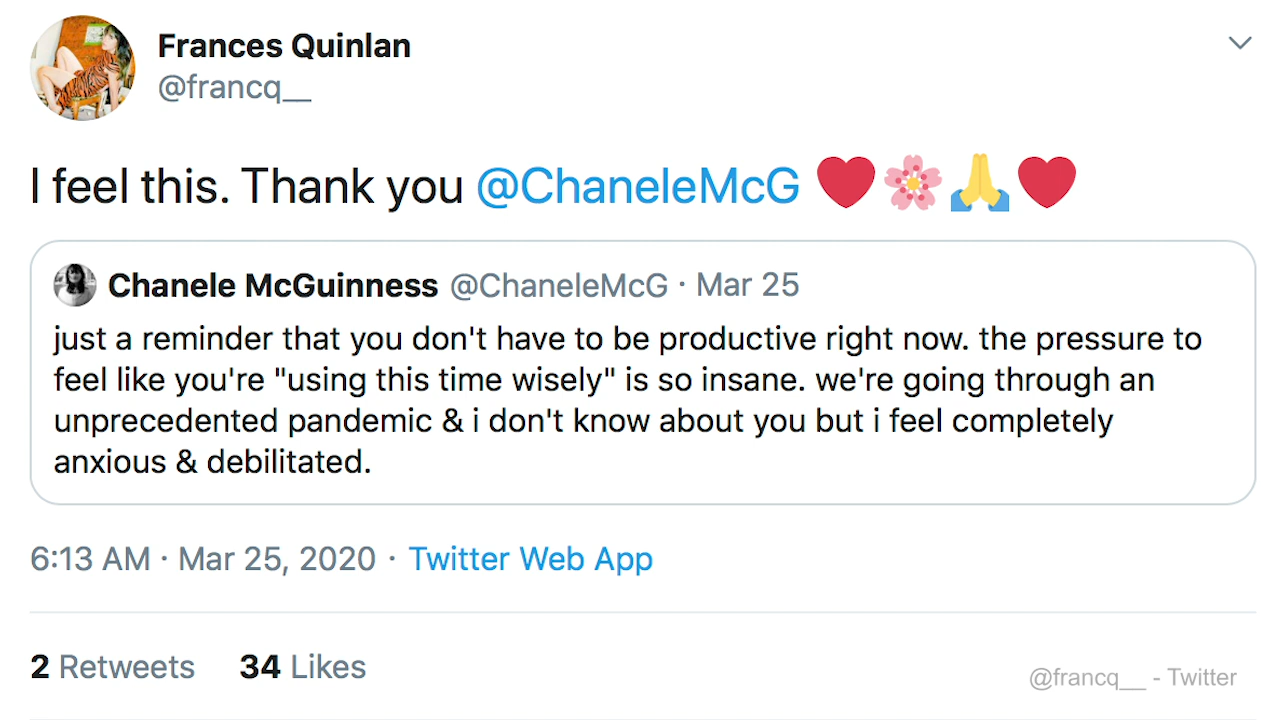 Frances Quinlan
@francq__
I feel this. Thank you @ChaneleMcG ❤️🌸🙏❤️
Chanele McGuinness @ChaneleMcG · Mar 25
just a reminder that you don't have to be productive right now. the pressure to
feel like you're "using this time wisely" is so insane. we're going through an
unprecedented pandemic & i don't know about you but i feel completely
anxious & debilitated.
6:13 AM · Mar 25, 2020 · Twitter Web App
2 Retweets 34 Likes
@francq__ - Twitter